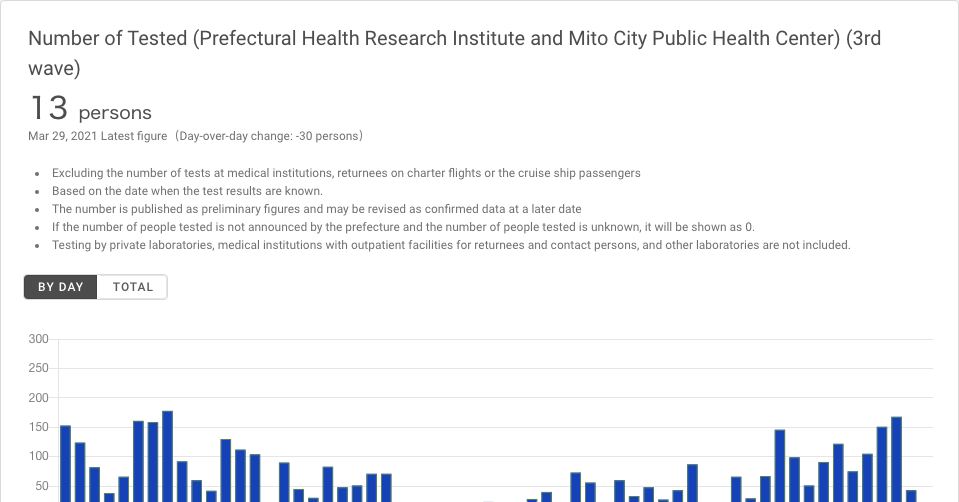 Number of Tested (Prefectural Health Research Institute and Mito City Public Health Center) (3rd
wave)
13 persons
Mar 29, 2021 Latest figure（Day-over-day change: -30 persons）
• Excluding the number of tests at medical institutions, returnees on charter flights or the cruise ship passengers
• Based on the date when the test results are known.
• The number is published as preliminary figures and may be revised as confirmed data at a later date
• If the number of people tested is not announced by the prefecture and the number of people tested is unknown, it will be shown as 0.
• Testing by private laboratories, medical institutions with outpatient facilities for returnees and contact persons, and other laboratories are not included.
BY DAY TOTAL
300
250
200
150
100
50